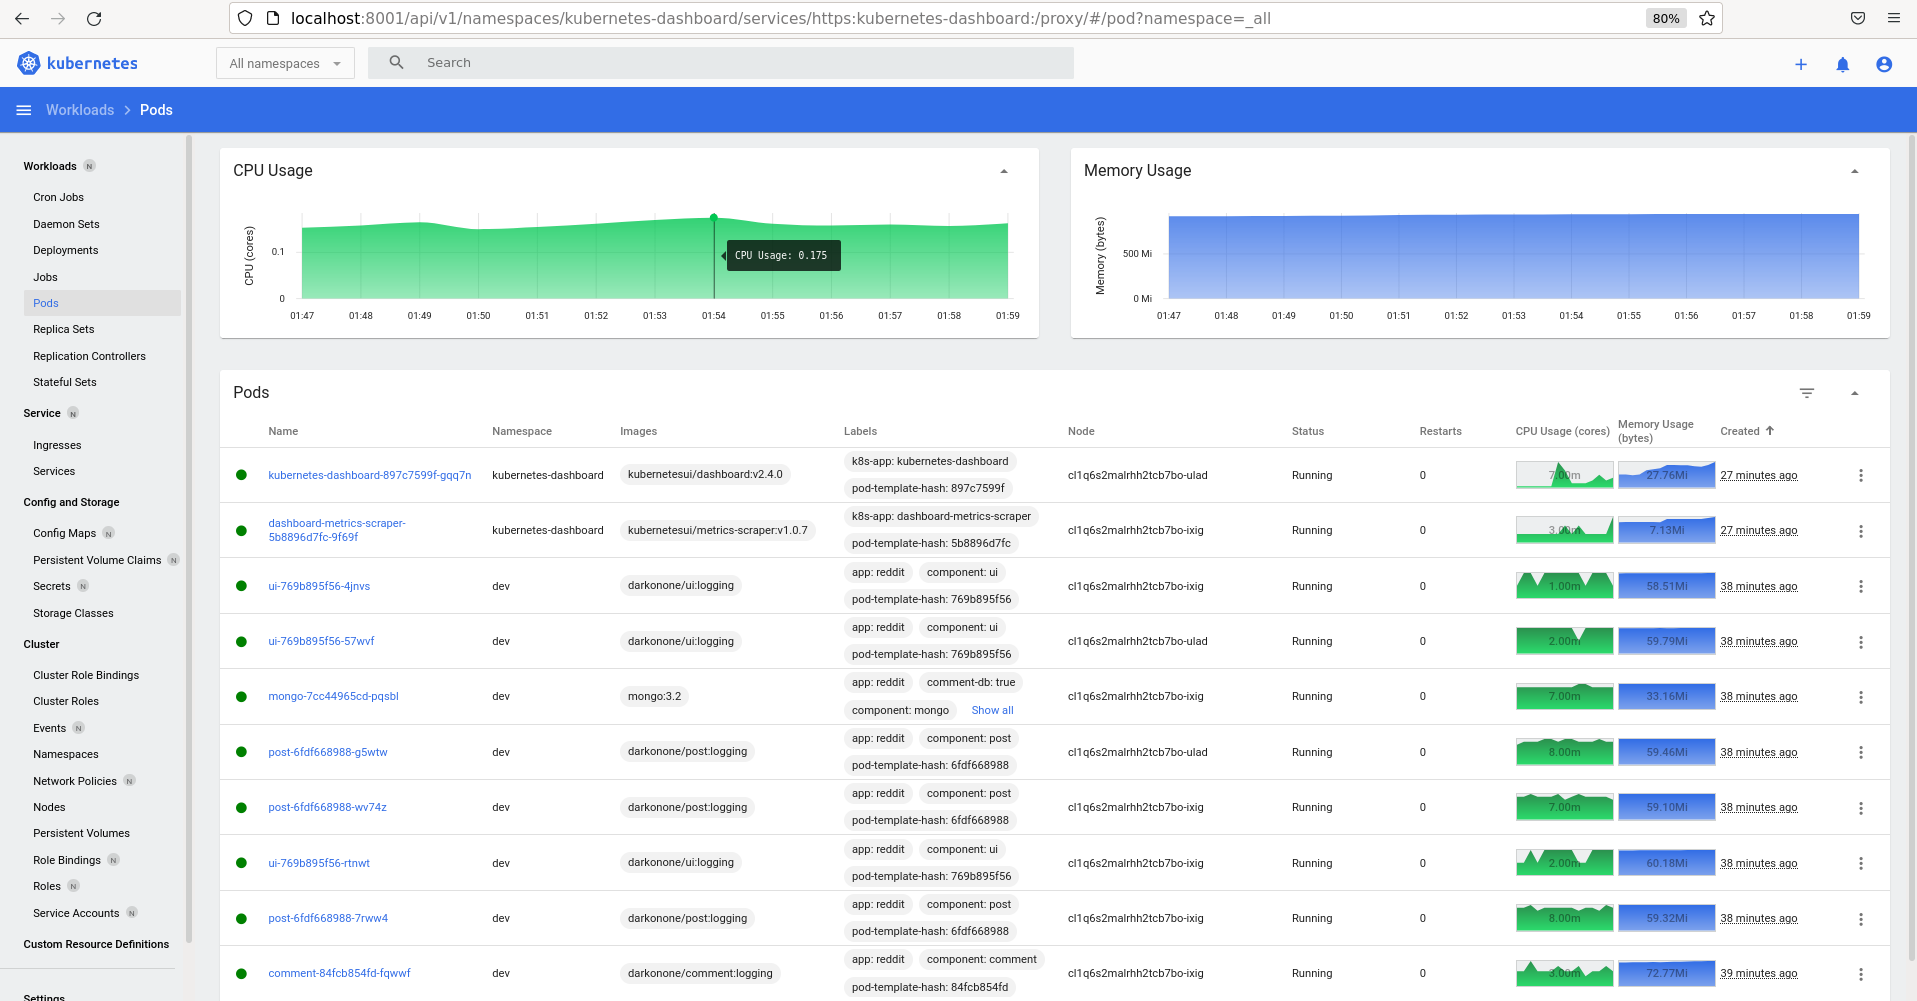 localhost:8001/api/v1/namespaces/kubernetes-dashboard/services/https:kubernetes-dashboard:/proxy/#/pod?namespace=_all
80%
kubernetes
All namespaces
Search
Workloads > Pods
Workloads N
Cron Jobs
Daemon Sets
Deployments
Jobs
Pods
Replica Sets
Replication Controllers
Stateful Sets
Service N
Ingresses
Services
Config and Storage
Config Maps N
Persistent Volume Claims N
Secrets N
Storage Classes
Cluster
Cluster Role Bindings
Cluster Roles
Events N
Namespaces
Network Policies N
Nodes
Persistent Volumes
Role Bindings N
Roles N
Service Accounts N
Custom Resource Definitions
Settings
CPU Usage
CPU (cores)
0.1
0
CPU Usage: 0.175
01:47 01:48 01:49 01:50 01:51 01:52 01:53 01:54 01:55 01:56 01:57 01:58 01:59
Memory Usage
Memory (bytes)
500 Mi
0 Mi
01:47 01:48 01:49 01:50 01:51 01:52 01:53 01:54 01:55 01:56 01:57 01:58 01:59
Pods
Name Namespace Images Labels Node Status Restarts CPU Usage (cores) Memory Usage (bytes) Created
k8s-app: kubernetes-dashboard
kubernetes-dashboard-897c7599f-gqq7n kubernetes-dashboard kubernetesui/dashboard:v2.4.0 cl1q6s2malrhh2tcb7bo-ulad Running 0 7.00m 27.76Mi 27 minutes ago
pod-template-hash: 897c7599f
k8s-app: dashboard-metrics-scraper
dashboard-metrics-scraper-
5b8896d7fc-9f69f kubernetes-dashboard kubernetesui/metrics-scraper:v1.0.7 cl1q6s2malrhh2tcb7bo-ixig Running 0 3.00m 7.13Mi 27 minutes ago
pod-template-hash: 5b8896d7fc
app: reddit component: ui
ui-769b895f56-4jnvs dev darkonone/ui:logging cl1q6s2malrhh2tcb7bo-ixig Running 0 1.00m 58.51Mi 38 minutes ago
pod-template-hash: 769b895f56
app: reddit component: ui
ui-769b895f56-57wvf dev darkonone/ui:logging cl1q6s2malrhh2tcb7bo-ulad Running 0 2.00m 59.79Mi 38 minutes ago
pod-template-hash: 769b895f56
app: reddit comment-db: true
mongo-7cc44965cd-pqsbl dev mongo:3.2 cl1q6s2malrhh2tcb7bo-ixig Running 0 7.00m 33.16Mi 38 minutes ago
component: mongo Show all
app: reddit component: post
post-6fdf668988-g5wtw dev darkonone/post:logging cl1q6s2malrhh2tcb7bo-ulad Running 0 8.00m 59.46Mi 38 minutes ago
pod-template-hash: 6fdf668988
app: reddit component: post
post-6fdf668988-wv74z dev darkonone/post:logging cl1q6s2malrhh2tcb7bo-ixig Running 0 7.00m 59.10Mi 38 minutes ago
pod-template-hash: 6fdf668988
app: reddit component: ui
ui-769b895f56-rtnwt dev darkonone/ui:logging cl1q6s2malrhh2tcb7bo-ixig Running 0 2.00m 60.18Mi 38 minutes ago
pod-template-hash: 769b895f56
app: reddit component: post
post-6fdf668988-7rww4 dev darkonone/post:logging cl1q6s2malrhh2tcb7bo-ixig Running 0 8.00m 59.32Mi 38 minutes ago
pod-template-hash: 6fdf668988
app: reddit component: comment
comment-84fcb854fd-fqwwf dev darkonone/comment:logging cl1q6s2malrhh2tcb7bo-ixig Running 0 3.00m 72.77Mi 39 minutes ago
pod-template-hash: 84fcb854fd